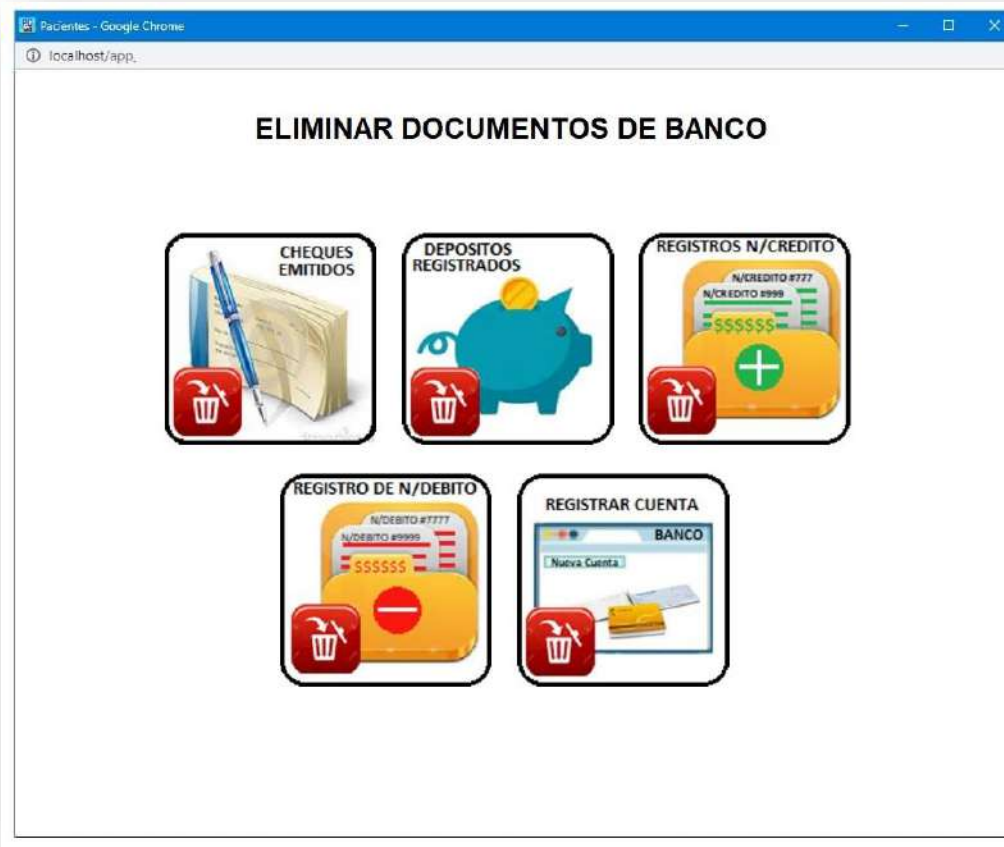 Pacientes - Google Chrome
localhost/app_
ELIMINAR DOCUMENTOS DE BANCO
CHEQUES
EMITIDOS
DEPOSITOS
REGISTRADOS
REGISTROS N/CREDITO
N/CREDITO #777
N/CREDITO #999
$$$$$$
REGISTRO DE N/DEBITO
N/DEBITO #7777
N/DEBITO #9999
$$$$$$
REGISTRAR CUENTA
BANCO
Nueva Cuenta